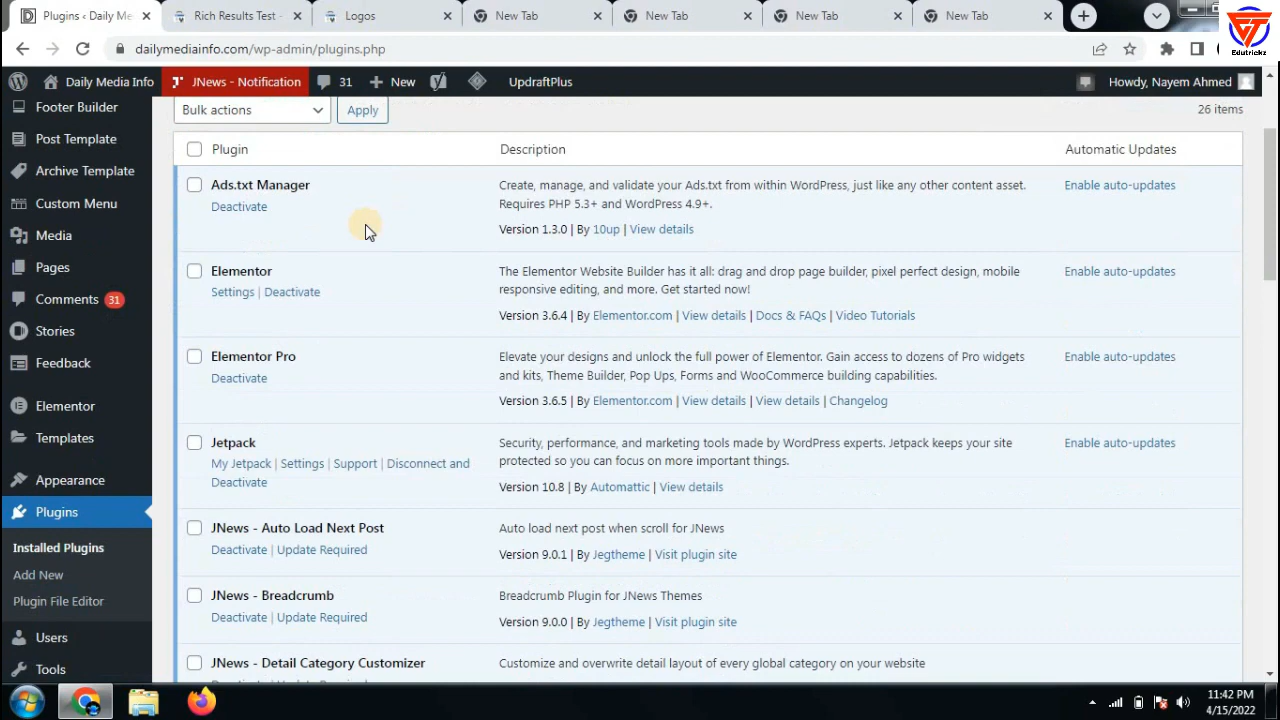 Plugins ‹ Daily Me
Rich Results Test -
Logos
New Tab
New Tab
New Tab
New Tab
dailymediainfo.com/wp-admin/plugins.php
Edutrickz
Daily Media Info
JNews - Notification
31
New
UpdraftPlus
Howdy, Nayem Ahmed
Footer Builder
Post Template
Archive Template
Custom Menu
Media
Pages
Comments 31
Stories
Feedback
Elementor
Templates
Appearance
Plugins
Installed Plugins
Add New
Plugin File Editor
Users
Tools
Bulk actions
Apply
26 items
Plugin
Description
Automatic Updates
Ads.txt Manager
Deactivate
Create, manage, and validate your Ads.txt from within WordPress, just like any other content asset.
Requires PHP 5.3+ and WordPress 4.9+.
Version 1.3.0 | By 10up | View details
Enable auto-updates
Elementor
Settings | Deactivate
The Elementor Website Builder has it all: drag and drop page builder, pixel perfect design, mobile
responsive editing, and more. Get started now!
Version 3.6.4 | By Elementor.com | View details | Docs & FAQs | Video Tutorials
Enable auto-updates
Elementor Pro
Deactivate
Elevate your designs and unlock the full power of Elementor. Gain access to dozens of Pro widgets
and kits, Theme Builder, Pop Ups, Forms and WooCommerce building capabilities.
Version 3.6.5 | By Elementor.com | View details | View details | Changelog
Enable auto-updates
Jetpack
My Jetpack | Settings | Support | Disconnect and
Deactivate
Security, performance, and marketing tools made by WordPress experts. Jetpack keeps your site
protected so you can focus on more important things.
Version 10.8 | By Automattic | View details
Enable auto-updates
JNews - Auto Load Next Post
Deactivate | Update Required
Auto load next post when scroll for JNews
Version 9.0.1 | By Jegtheme | Visit plugin site
JNews - Breadcrumb
Deactivate | Update Required
Breadcrumb Plugin for JNews Themes
Version 9.0.0 | By Jegtheme | Visit plugin site
JNews - Detail Category Customizer
Customize and overwrite detail layout of every global category on your website
11:42 PM
4/15/2022